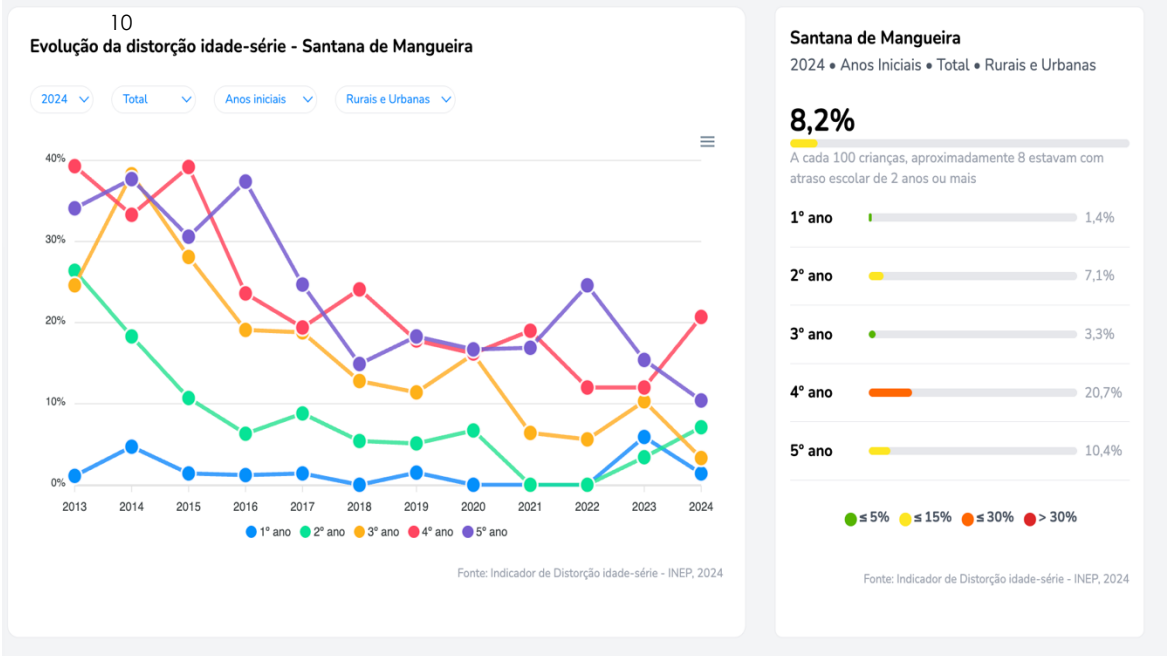 10
Evolução da distorção idade-série - Santana de Mangueira
2024 Total Anos iniciais Rurais e Urbanas
40%
30%
20%
10%
0%
2013 2014 2015 2016 2017 2018 2019 2020 2021 2022 2023 2024
1º ano 2º ano 3º ano 4º ano 5º ano
Fonte: Indicador de Distorção idade-série - INEP, 2024
Santana de Mangueira
2024 • Anos Iniciais • Total • Rurais e Urbanas
8,2%
A cada 100 crianças, aproximadamente 8 estavam com
atraso escolar de 2 anos ou mais
1º ano 1,4%
2º ano 7,1%
3º ano 3,3%
4º ano 20,7%
5º ano 10,4%
≤ 5% ≤ 15% ≤ 30% > 30%
Fonte: Indicador de Distorção idade-série - INEP, 2024